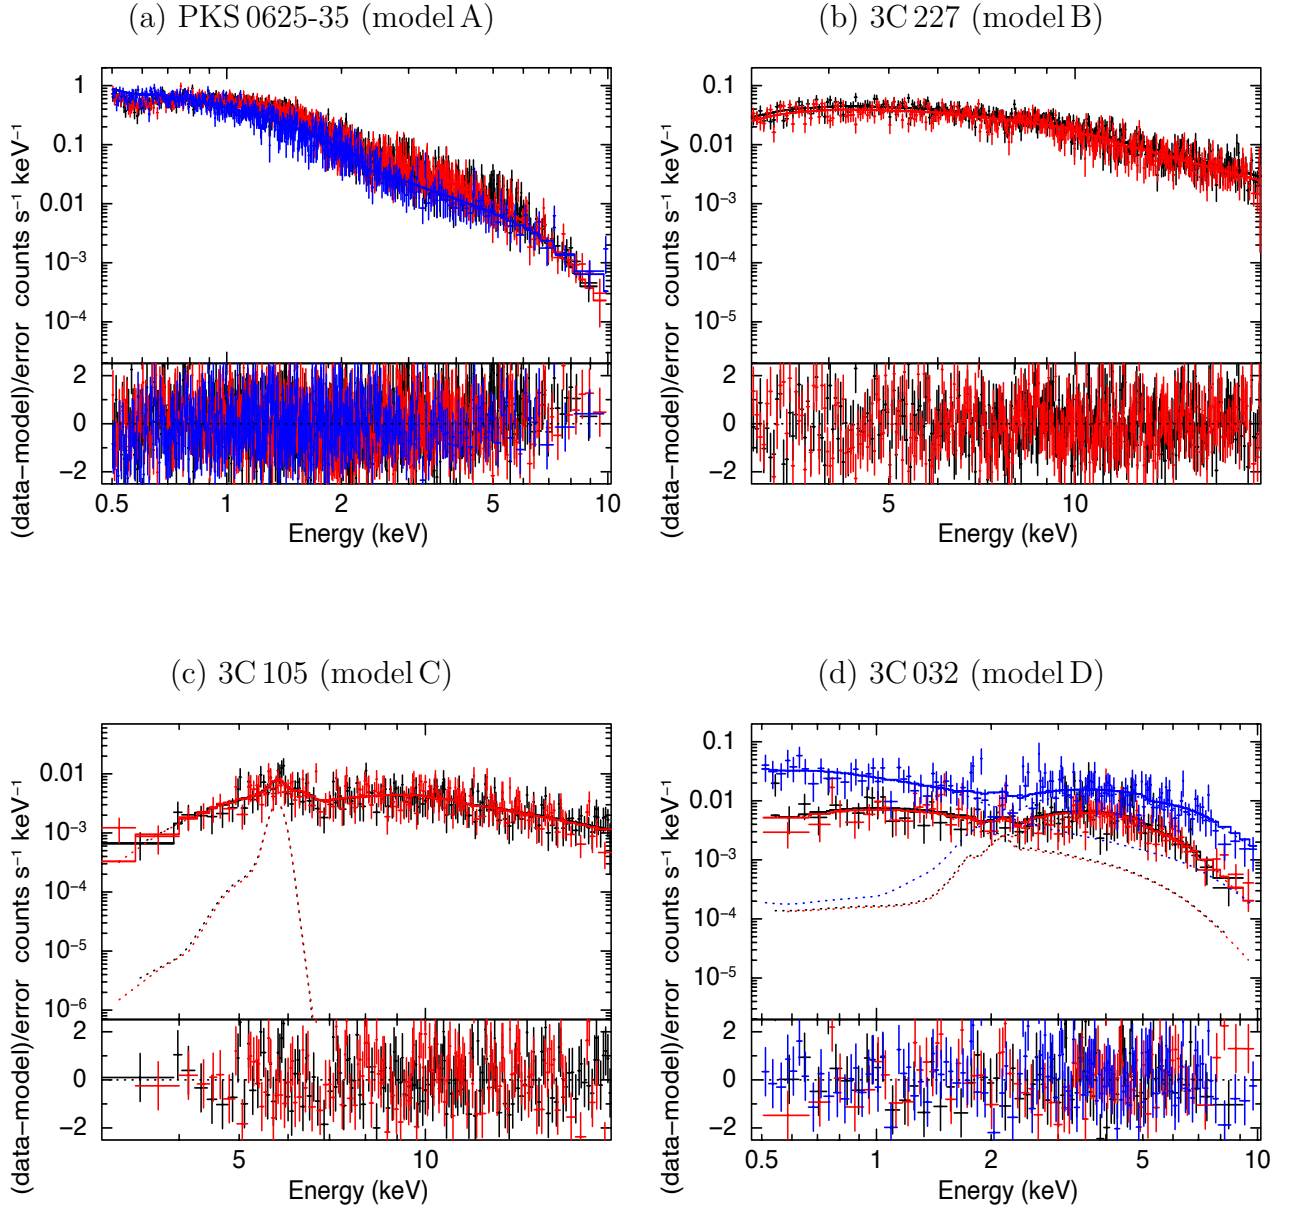 (a) PKS 0625-35 (model A)
1
0.1
0.01
10⁻³
10⁻⁴
2
0
−2
0.5 1 2 5 10
Energy (keV)
(data−model)/error counts s⁻¹ keV⁻¹
(b) 3C 227 (model B)
0.1
0.01
10⁻³
10⁻⁴
10⁻⁵
2
0
−2
5 10
Energy (keV)
(data−model)/error counts s⁻¹ keV⁻¹
(c) 3C 105 (model C)
0.01
10⁻³
10⁻⁴
10⁻⁵
10⁻⁶
2
0
−2
5 10
Energy (keV)
(data−model)/error counts s⁻¹ keV⁻¹
(d) 3C 032 (model D)
0.1
0.01
10⁻³
10⁻⁴
10⁻⁵
2
0
−2
0.5 1 2 5 10
Energy (keV)
(data−model)/error counts s⁻¹ keV⁻¹